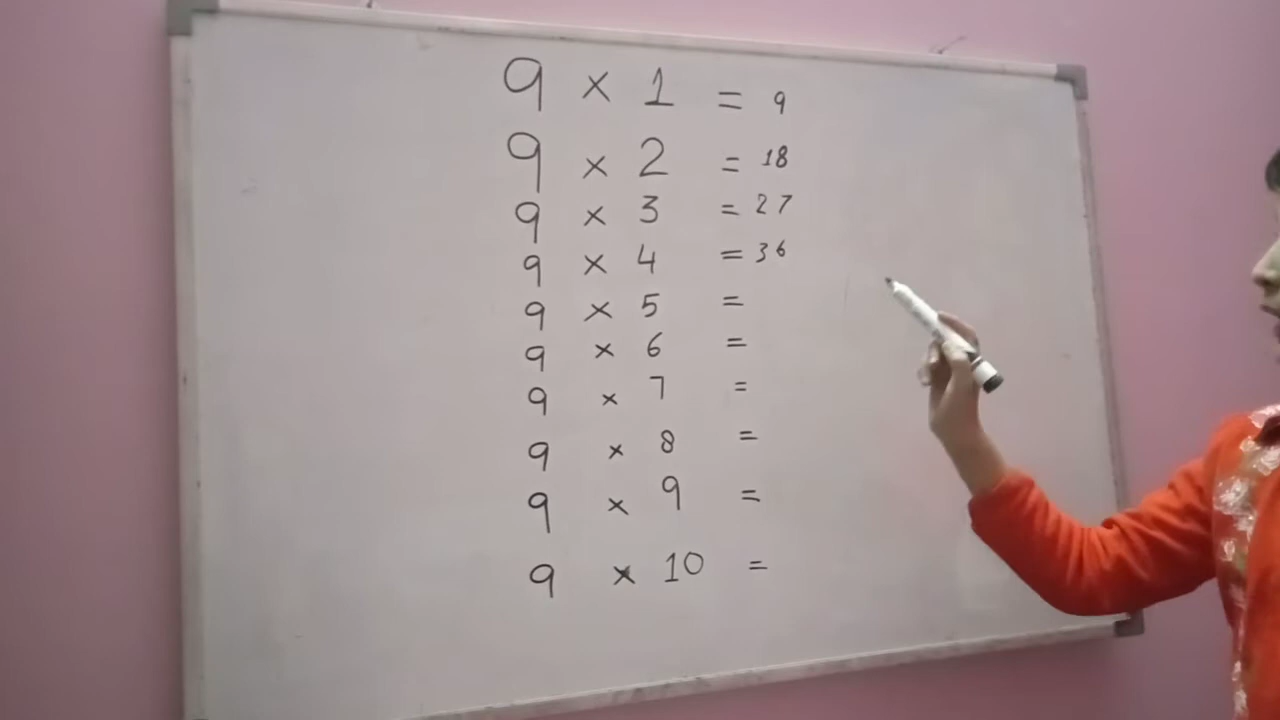 9 × 1 = 9
9 × 2 = 18
9 × 3 = 27
9 × 4 = 36
9 × 5 =
9 × 6 =
9 × 7 =
9 × 8 =
9 × 9 =
9 × 10 =